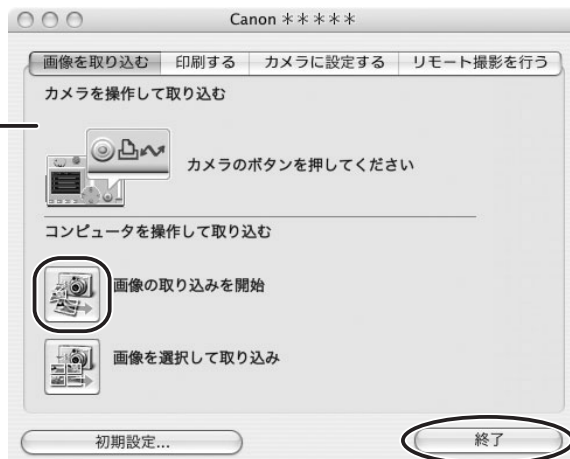 Canon ＊＊＊＊＊
画像を取り込む 印刷する カメラに設定する リモート撮影を行う
カメラを操作して取り込む
カメラのボタンを押してください
コンピュータを操作して取り込む
画像の取り込みを開始
画像を選択して取り込み
初期設定... 終了